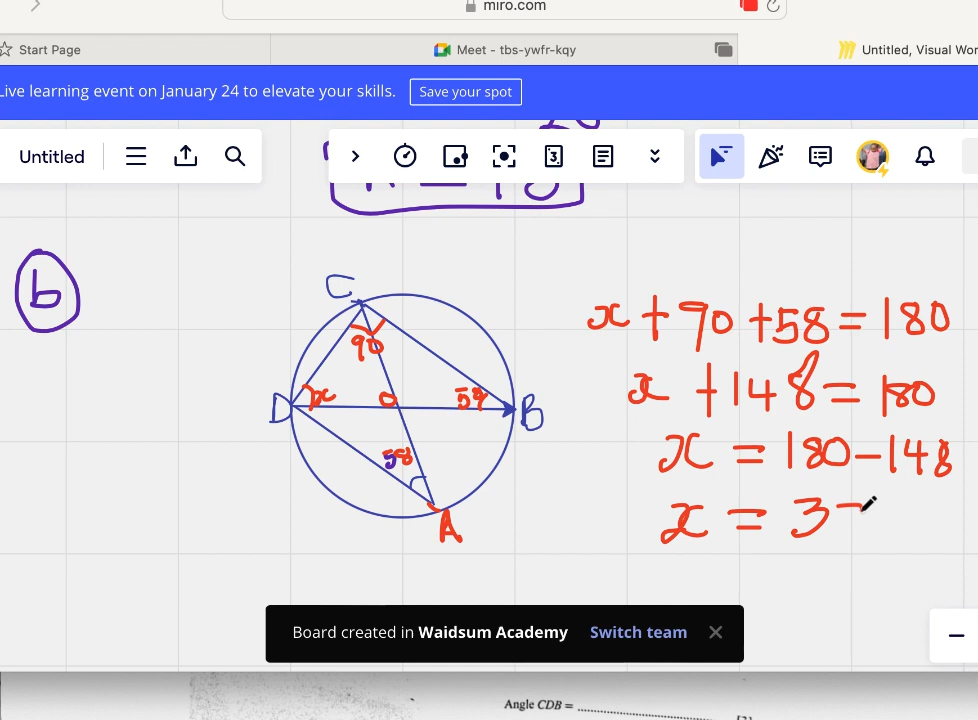 miro.com
Start Page
Meet - tbs-ywfr-kqy
Untitled, Visual Wor
Live learning event on January 24 to elevate your skills.
Save your spot
Untitled
3
b
C
90
x
D
O
58
B
58
A
x + 90 + 58 = 180
x + 148 = 180
x = 180 - 148
x = 3
Board created in Waidsum Academy
Switch team
Angle CDB =